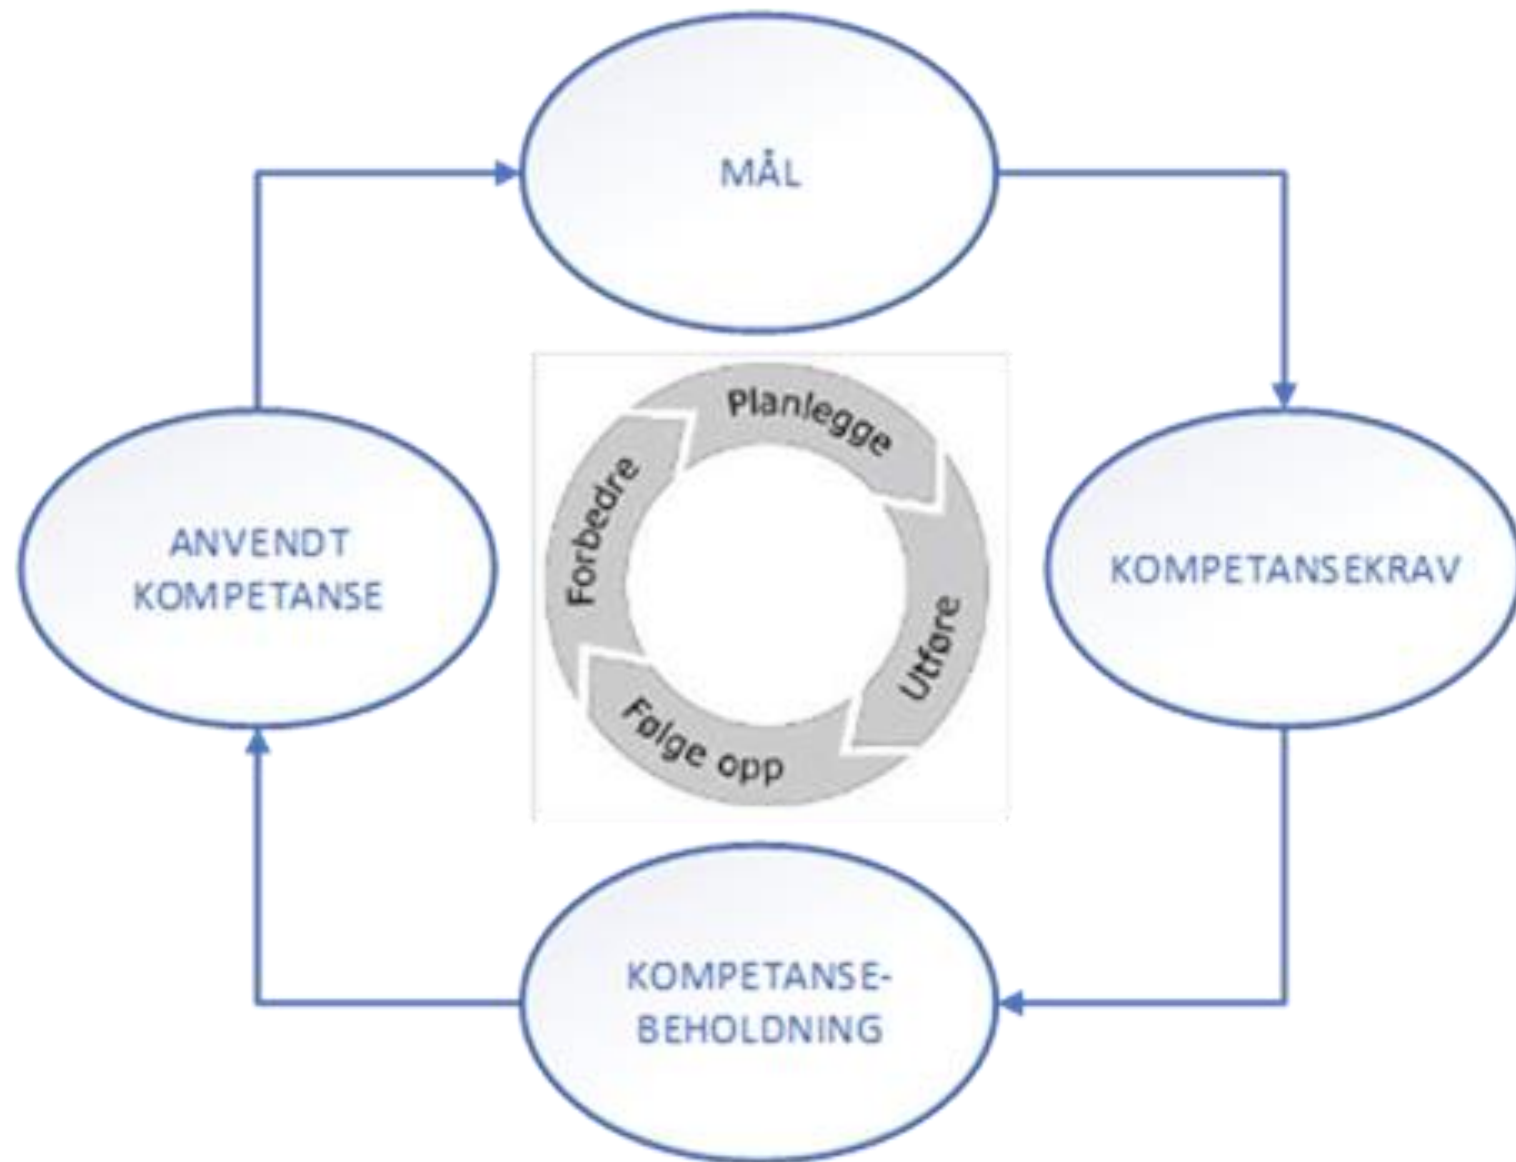 MÅL
Planlegge
Forbedre
Utføre
Følge opp
ANVENDT
KOMPETANSE
KOMPETANSEKRAV
KOMPETANSE-
BEHOLDNING